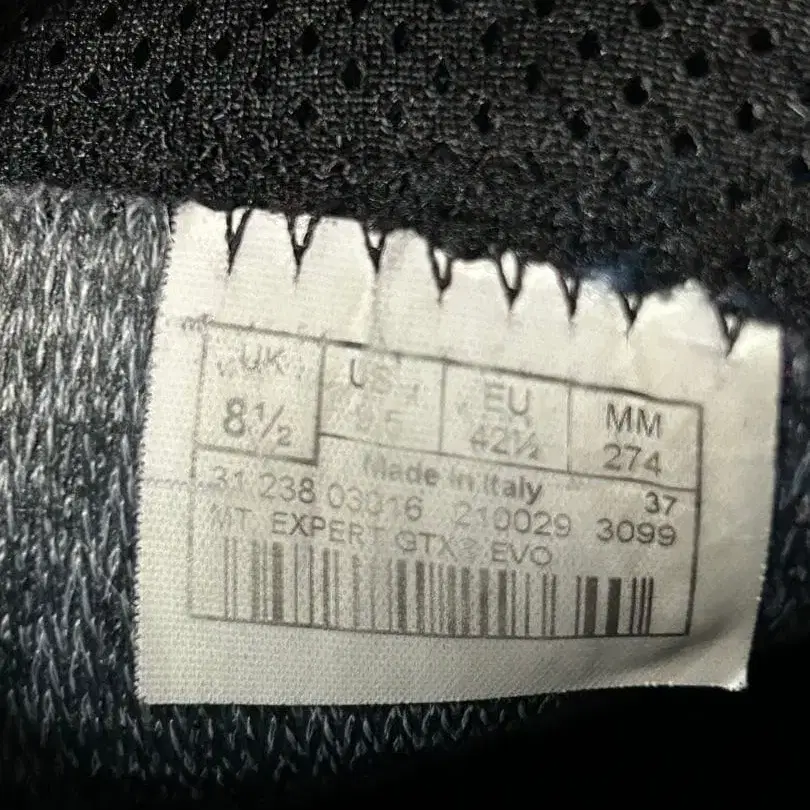 UK US EU MM
8½ 9.5 42½ 274
Made in Italy 37
31 238 03016 210029 3099
MT. EXPERT GTX® EVO